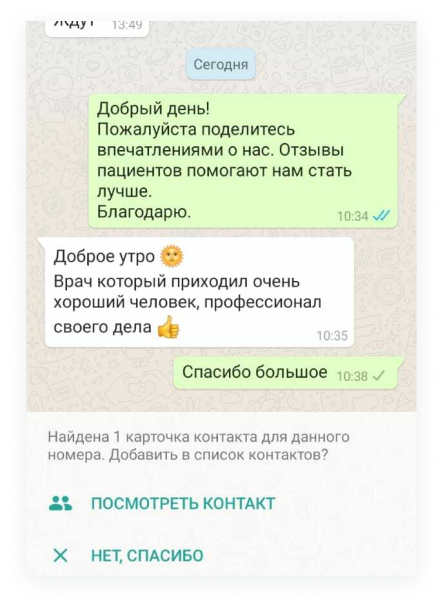 Ждут 13:49
Сегодня
Добрый день!
Пожалуйста поделитесь
впечатлениями о нас. Отзывы
пациентов помогают нам стать
лучше.
Благодарю. 10:34
Доброе утро 🌞
Врач который приходил очень
хороший человек, профессионал
своего дела 👍
10:35
Спасибо большое 10:38
Найдена 1 карточка контакта для данного
номера. Добавить в список контактов?
ПОСМОТРЕТЬ КОНТАКТ
НЕТ, СПАСИБО